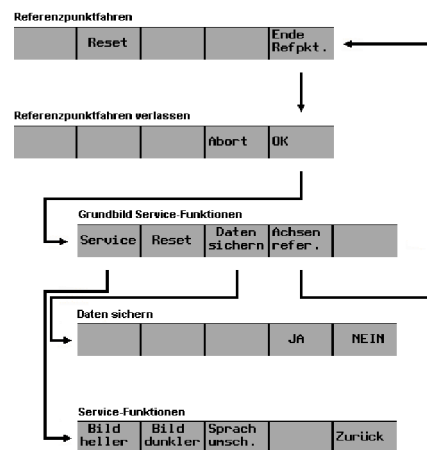 Referenzpunktfahren
Reset
Ende
Refpkt.
Referenzpunktfahren verlassen
Abort OK
Grundbild Service-Funktionen
Service Reset Daten sichern Achsen refer.
Daten sichern
JA NEIN
Service-Funktionen
Bild heller Bild dunkler Sprach umsch. Zurück